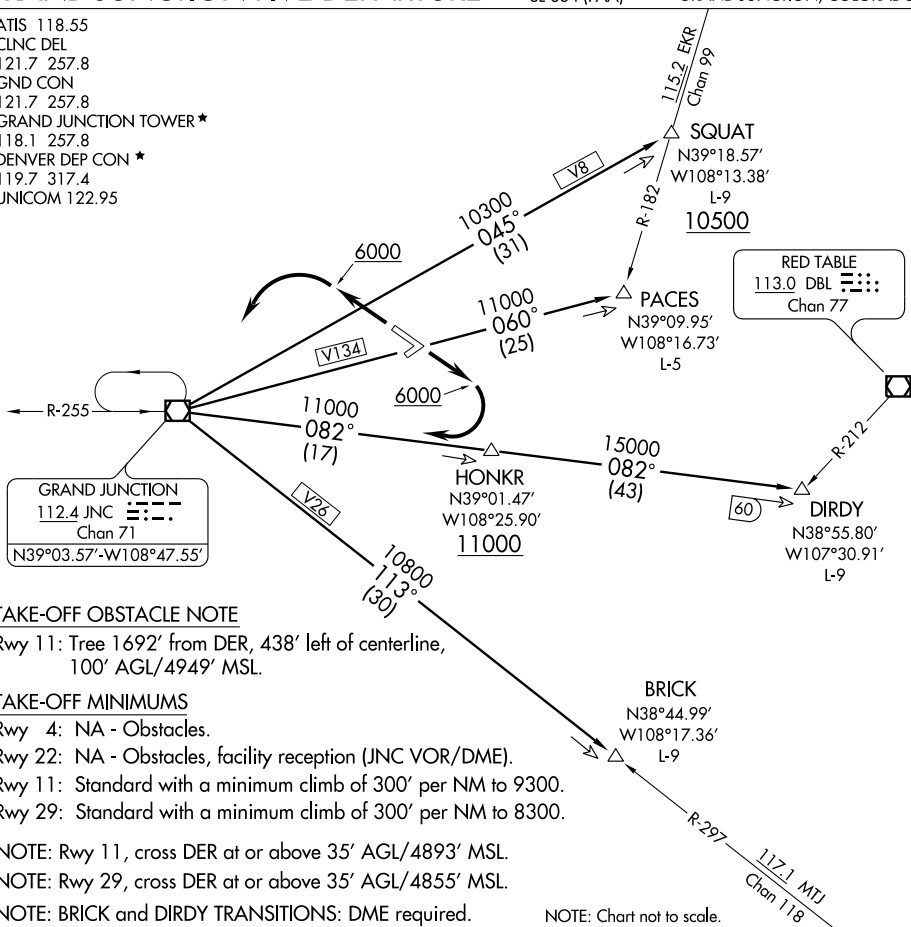 ATIS 118.55
CLNC DEL
121.7 257.8
GND CON
121.7 257.8
GRAND JUNCTION TOWER ★
118.1 257.8
DENVER DEP CON ★
119.7 317.4
UNICOM 122.95
115.2 EKR
Chan 99
SQUAT
N39°18.57'
W108°13.38'
L-9
10500
V8
10300
045°
(31)
R-182
6000
RED TABLE
113.0 DBL
Chan 77
11000
060°
(25)
PACES
N39°09.95'
W108°16.73'
L-5
V134
6000
R-255
11000
082°
(17)
15000
082°
(43)
R-212
HONKR
N39°01.47'
W108°25.90'
11000
60
DIRDY
N38°55.80'
W107°30.91'
L-9
GRAND JUNCTION
112.4 JNC
Chan 71
N39°03.57'-W108°47.55'
V26
10800
113°
(30)
TAKE-OFF OBSTACLE NOTE
Rwy 11: Tree 1692' from DER, 438' left of centerline,
100' AGL/4949' MSL.
TAKE-OFF MINIMUMS
Rwy 4: NA - Obstacles.
Rwy 22: NA - Obstacles, facility reception (JNC VOR/DME).
Rwy 11: Standard with a minimum climb of 300' per NM to 9300.
Rwy 29: Standard with a minimum climb of 300' per NM to 8300.
BRICK
N38°44.99'
W108°17.36'
L-9
R-297
117.1 MTJ
Chan 118
NOTE: Rwy 11, cross DER at or above 35' AGL/4893' MSL.
NOTE: Rwy 29, cross DER at or above 35' AGL/4855' MSL.
NOTE: BRICK and DIRDY TRANSITIONS: DME required.
NOTE: Chart not to scale.